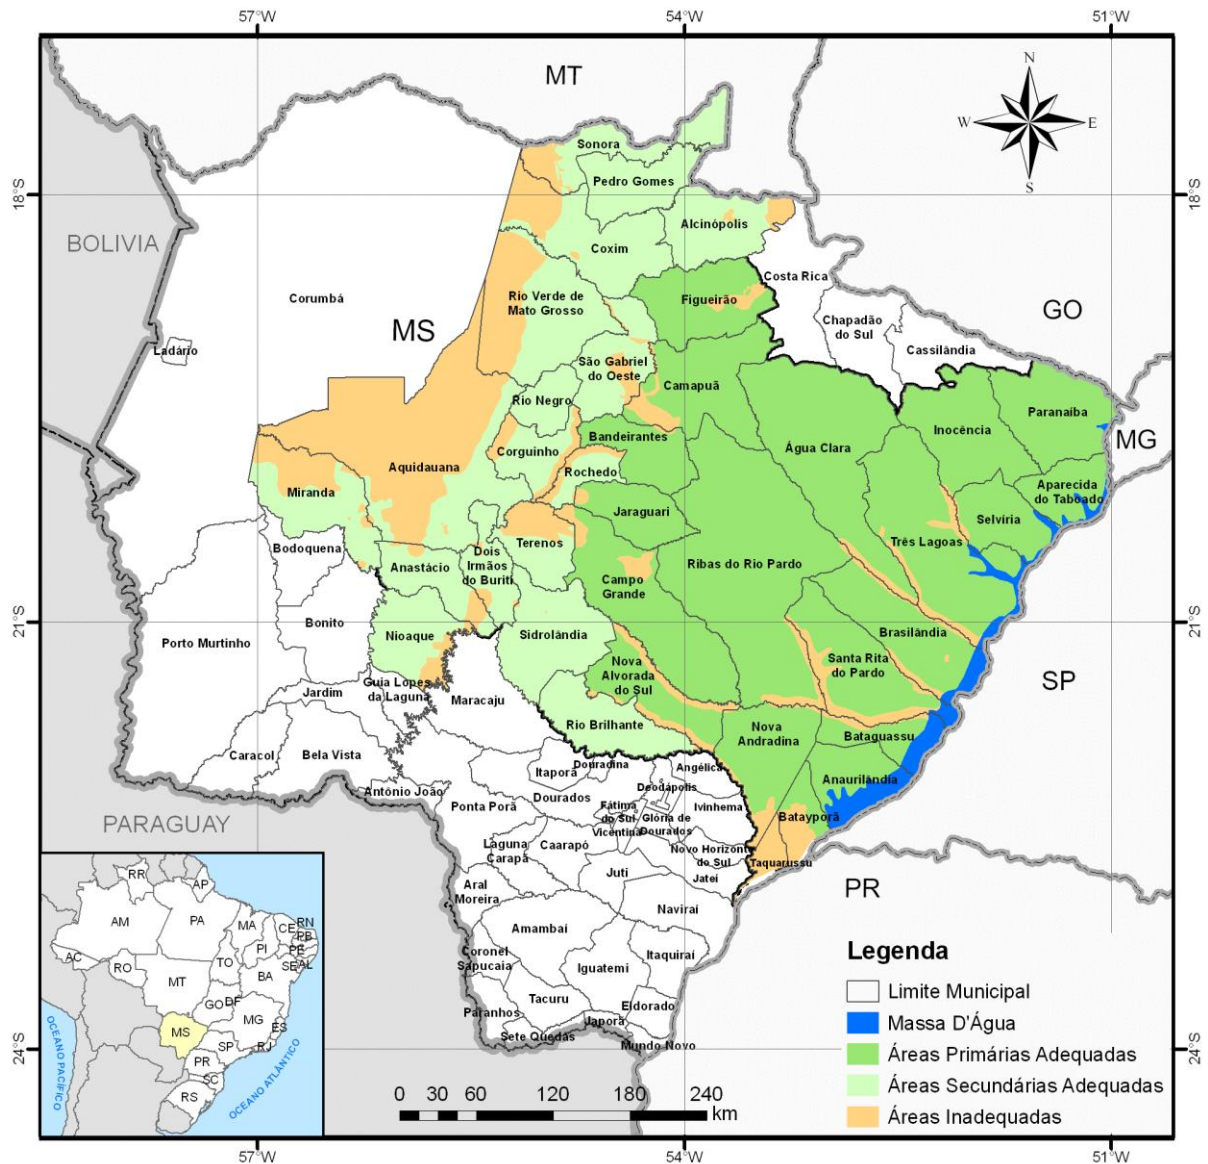 57°W
54°W
51°W
MT
N
W
E
S
Sonora
Pedro Gomes
18°S
18°S
Alcinópolis
BOLIVIA
Coxim
Costa Rica
Corumbá
Rio Verde de
Mato Grosso
Figueirão
GO
MS
Chapadão
do Sul
Ladário
Cassilândia
São Gabriel
do Oeste
Camapuã
Rio Negro
Paranaíba
Bandeirantes
Inocência
MG
Água Clara
Corguinho
Aquidauana
Rochedo
Miranda
Aparecida
do Taboado
Jaraguari
Selvíria
Terenos
Três Lagoas
Bodoquena
Dois
Irmãos
do Buriti
Anastácio
Ribas do Rio Pardo
Campo
Grande
21°S
21°S
Bonito
Nioaque
Sidrolândia
Brasilândia
Porto Murtinho
Nova
Alvorada
do Sul
Santa Rita
do Pardo
SP
Guia Lopes
da Laguna
Jardim
Maracaju
Rio Brilhante
Nova
Andradina
Bataguassu
Caracol
Bela Vista
Douradina
Angélica
Itaporã
Anaurilândia
Antônio João
Deodápolis
Dourados
Ponta Porã
Ivinhema
Fátima
do Sul
Glória de
Dourados
Batayporã
PARAGUAY
Vicentina
Laguna
Carapã
Caarapó
Novo Horizonte
do Sul
Taquarussu
Juti
Jateí
Aral
Moreira
PR
Naviraí
Amambaí
Coronel
Sapucaia
Itaquiraí
Iguatemi
Tacuru
Paranhos
Eldorado
Japorã
Sete Quedas
Mundo Novo
24°S
24°S
RR
AP
AM
PA
MA
CE
RN
PB
PE
AL
SE
PI
AC
RO
TO
BA
MT
GO
DF
MG
ES
MS
SP
RJ
PR
SC
RS
OCEANO PACÍFICO
OCEANO ATLÂNTICO
0 30 60 120 180 240
km
Legenda
Limite Municipal
Massa D'Água
Áreas Primárias Adequadas
Áreas Secundárias Adequadas
Áreas Inadequadas
57°W
54°W
51°W